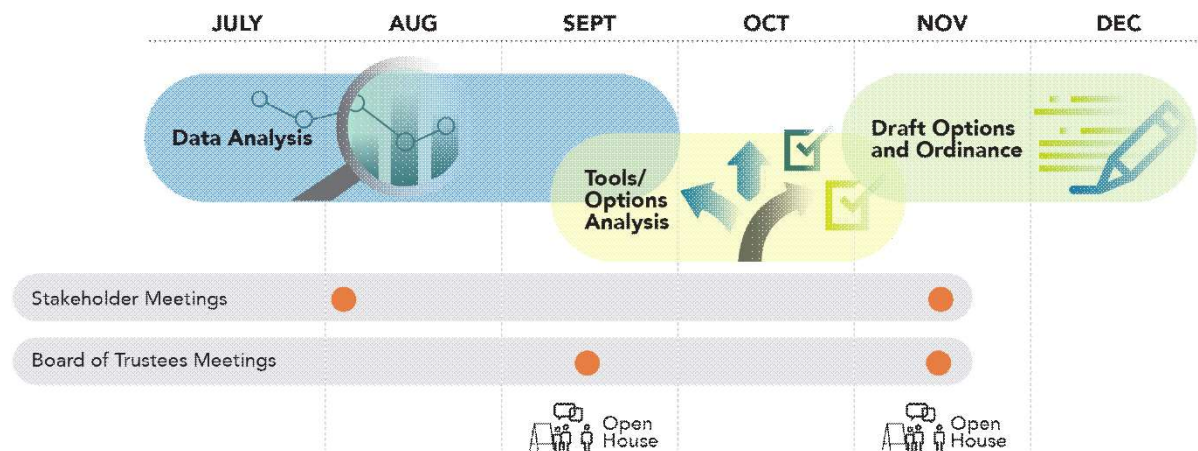 JULY AUG SEPT OCT NOV DEC
Data Analysis
Draft Options
and Ordinance
Tools/
Options
Analysis
Stakeholder Meetings
Board of Trustees Meetings
Open
House
Open
House